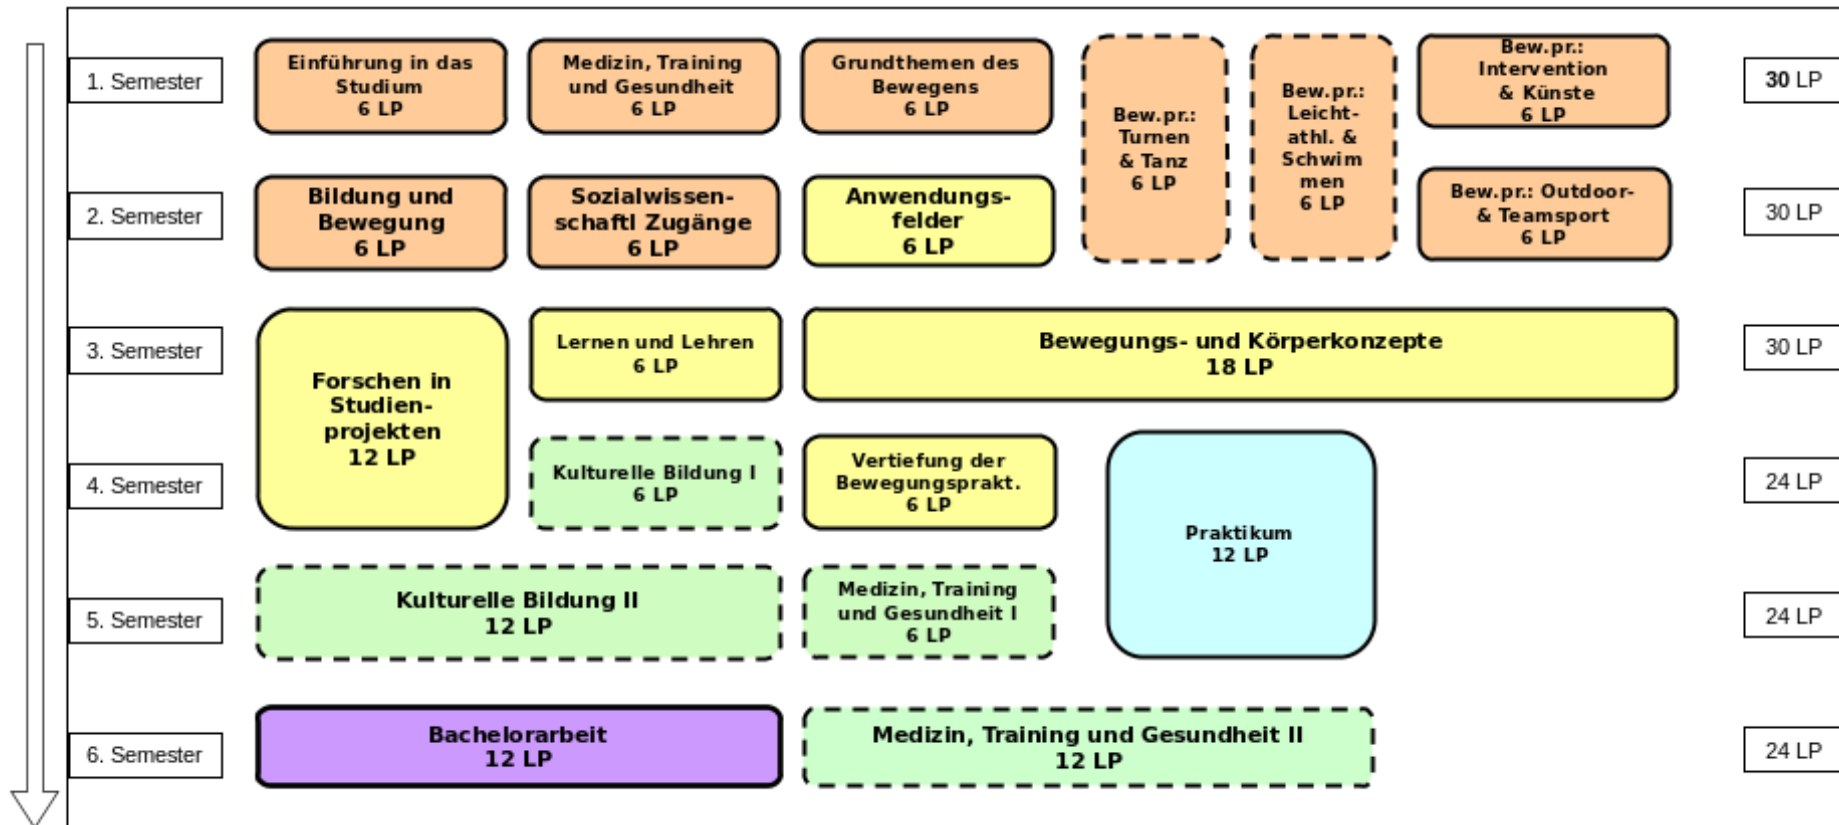 1. Semester
Einführung in das
Studium
6 LP
Medizin, Training
und Gesundheit
6 LP
Grundthemen des
Bewegens
6 LP
Bew.pr.:
Turnen
& Tanz
6 LP
Bew.pr.:
Leicht-
athl. &
Schwim
men
6 LP
Bew.pr.:
Intervention
& Künste
6 LP
30 LP
2. Semester
Bildung und
Bewegung
6 LP
Sozialwissen-
schaftl Zugänge
6 LP
Anwendungs-
felder
6 LP
Bew.pr.: Outdoor-
& Teamsport
6 LP
30 LP
3. Semester
Forschen in
Studien-
projekten
12 LP
Lernen und Lehren
6 LP
Bewegungs- und Körperkonzepte
18 LP
30 LP
4. Semester
Kulturelle Bildung I
6 LP
Vertiefung der
Bewegungsprakt.
6 LP
Praktikum
12 LP
24 LP
5. Semester
Kulturelle Bildung II
12 LP
Medizin, Training
und Gesundheit I
6 LP
24 LP
6. Semester
Bachelorarbeit
12 LP
Medizin, Training und Gesundheit II
12 LP
24 LP